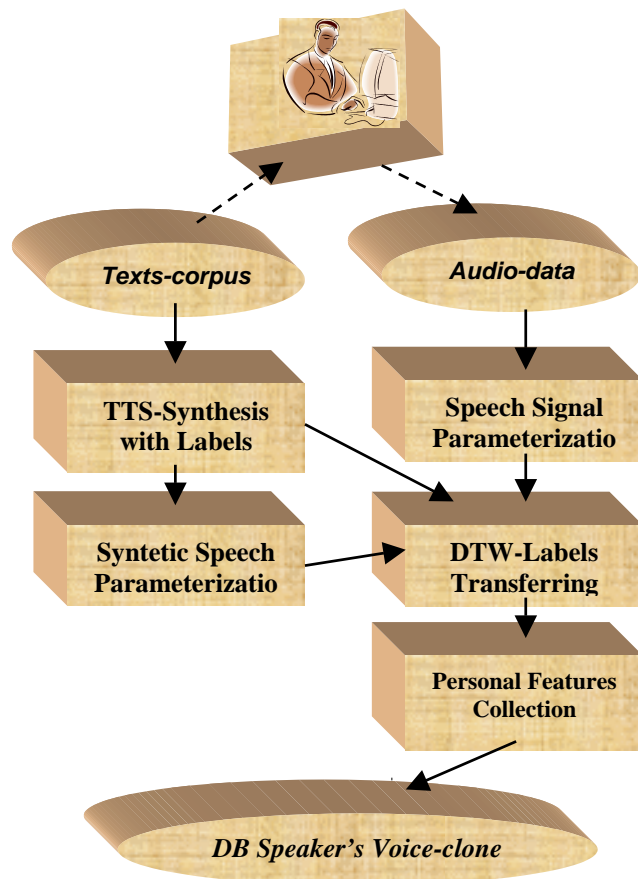 Texts-corpus
Audio-data
TTS-Synthesis
with Labels
Speech Signal
Parameterizatio
Syntetic Speech
Parameterizatio
DTW-Labels
Transferring
Personal Features
Collection
DB Speaker's Voice-clone